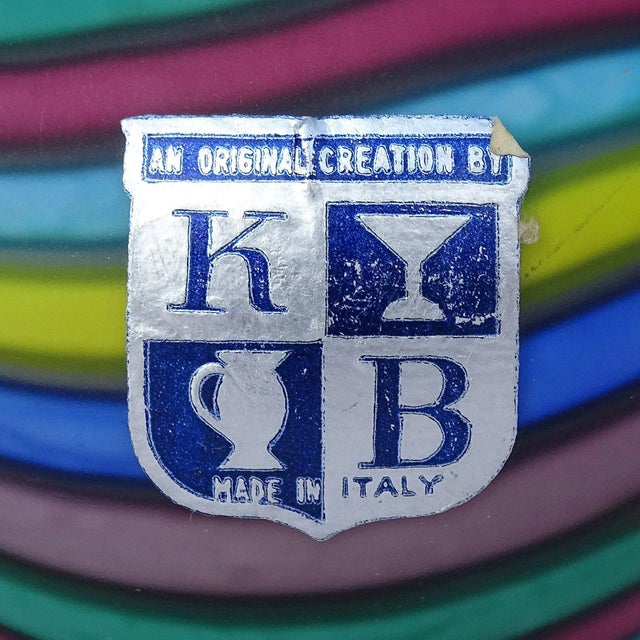 AN ORIGINAL CREATION BY
K
B
MADE IN ITALY